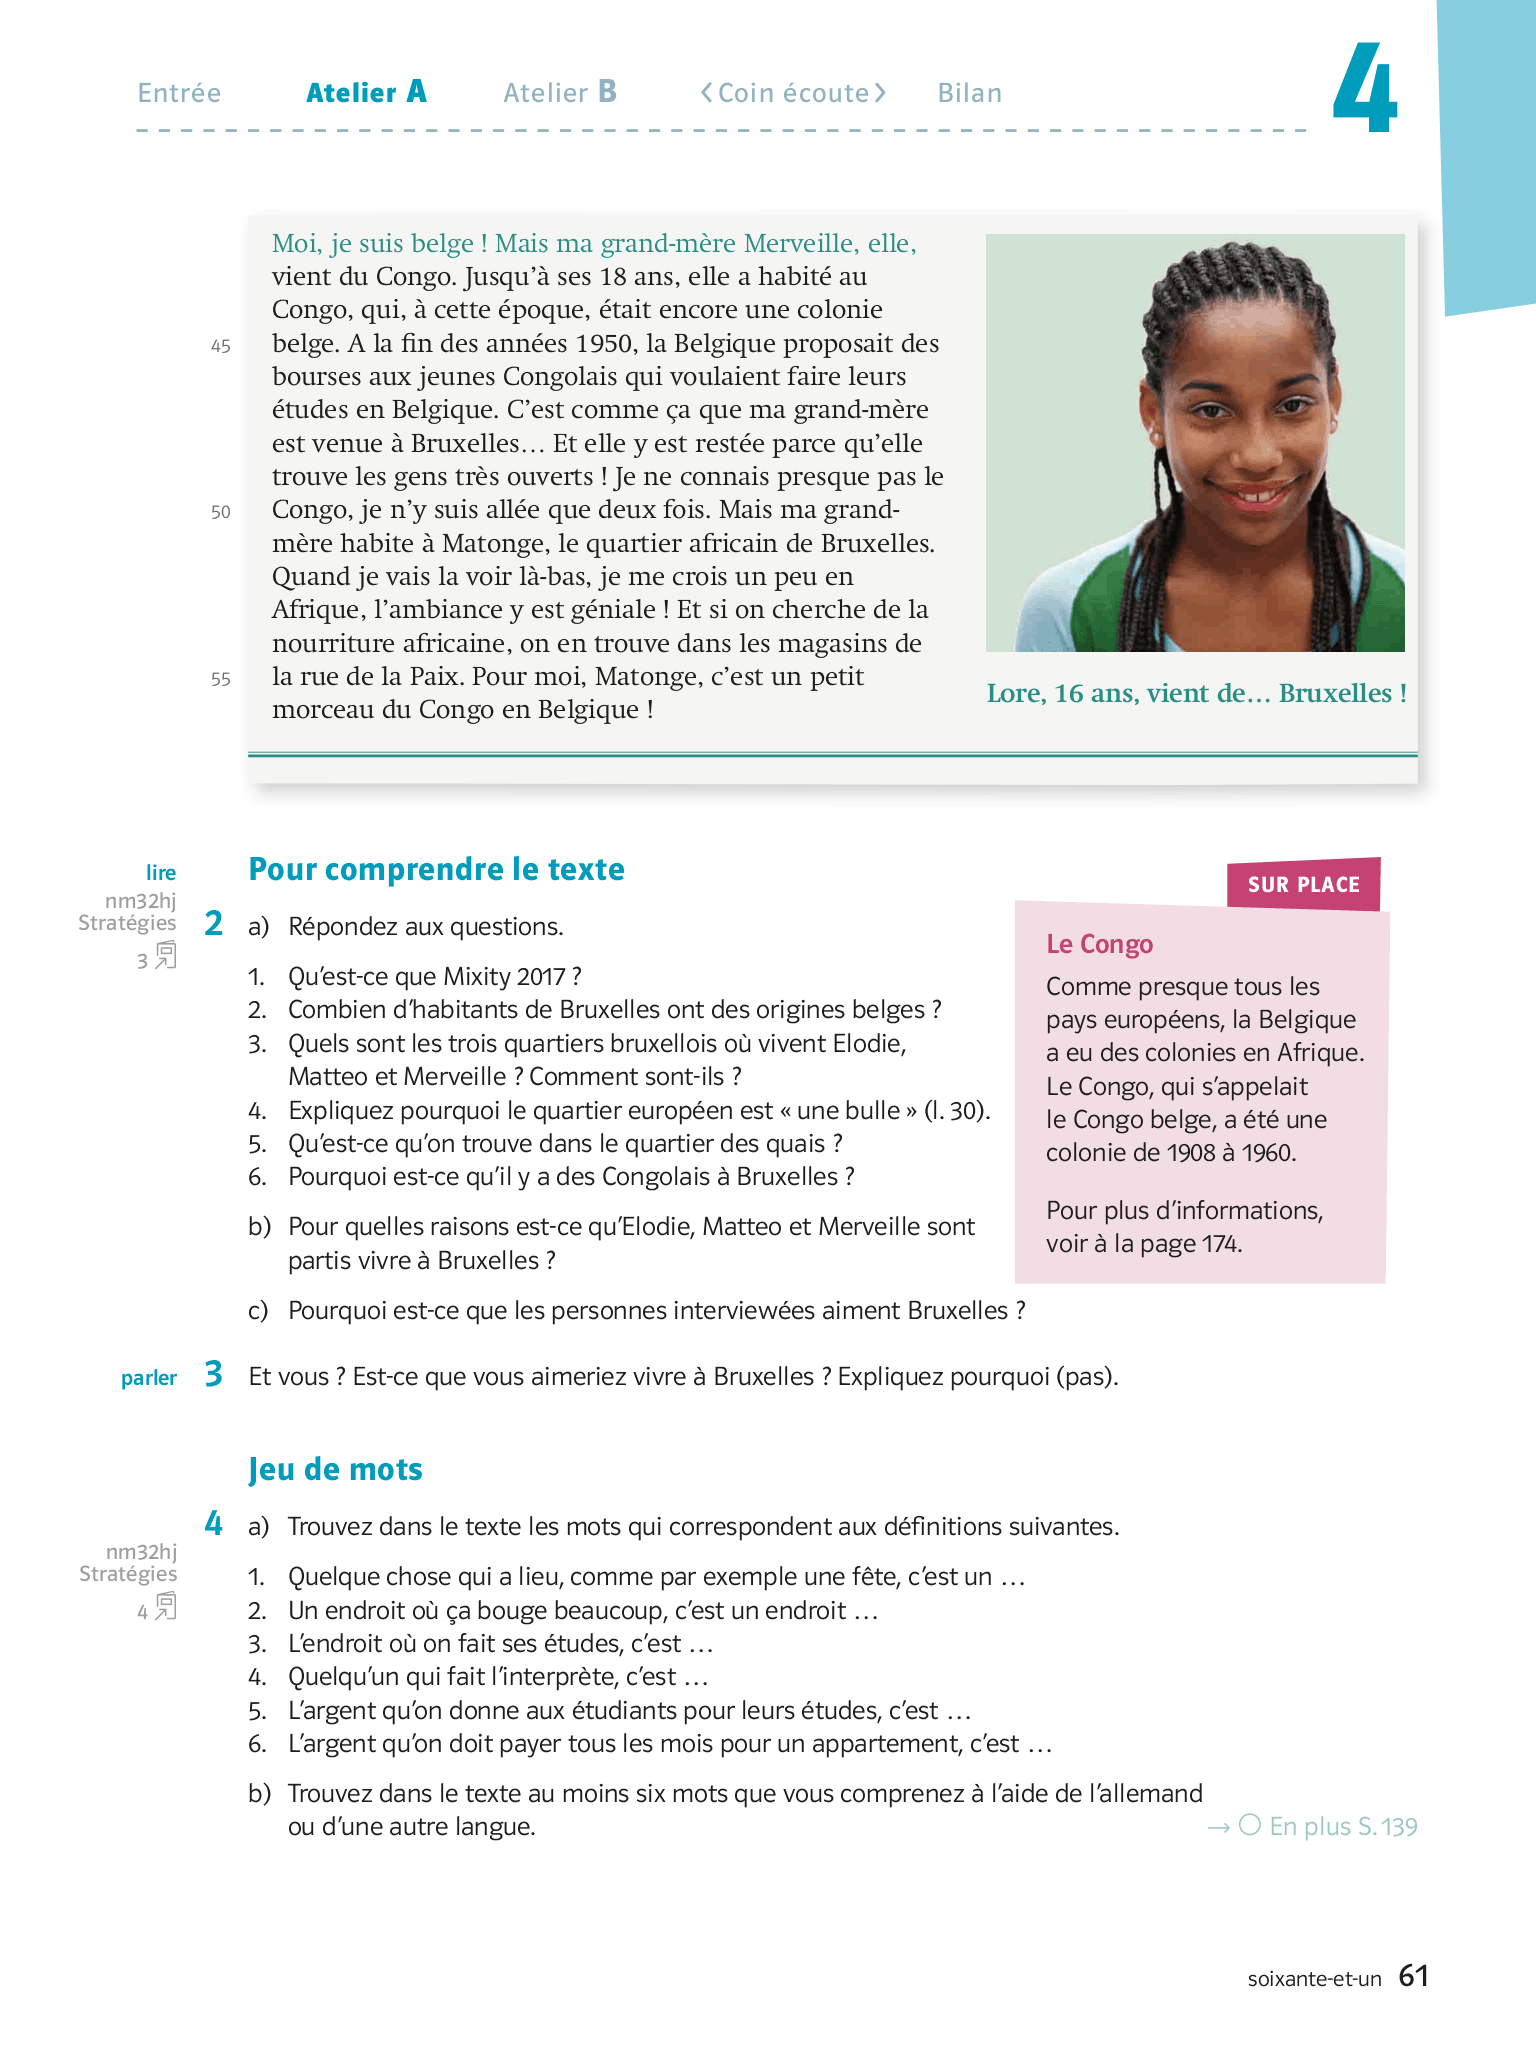 Entrée Atelier A Atelier B <Coin écoute> Bilan
4
Moi, je suis belge ! Mais ma grand-mère Merveille, elle,
vient du Congo. Jusqu’à ses 18 ans, elle a habité au
Congo, qui, à cette époque, était encore une colonie
45 belge. A la fin des années 1950, la Belgique proposait des
bourses aux jeunes Congolais qui voulaient faire leurs
études en Belgique. C’est comme ça que ma grand-mère
est venue à Bruxelles… Et elle y est restée parce qu’elle
trouve les gens très ouverts ! Je ne connais presque pas le
50 Congo, je n’y suis allée que deux fois. Mais ma grand-
mère habite à Matonge, le quartier africain de Bruxelles.
Quand je vais la voir là-bas, je me crois un peu en
Afrique, l’ambiance y est géniale ! Et si on cherche de la
nourriture africaine, on en trouve dans les magasins de
55 la rue de la Paix. Pour moi, Matonge, c’est un petit
morceau du Congo en Belgique !
Lore, 16 ans, vient de… Bruxelles !
lire
nm32hj
Stratégies
3
Pour comprendre le texte
2 a) Répondez aux questions.
1. Qu’est-ce que Mixity 2017 ?
2. Combien d’habitants de Bruxelles ont des origines belges ?
3. Quels sont les trois quartiers bruxellois où vivent Elodie,
Matteo et Merveille ? Comment sont-ils ?
4. Expliquez pourquoi le quartier européen est « une bulle » (l. 30).
5. Qu’est-ce qu’on trouve dans le quartier des quais ?
6. Pourquoi est-ce qu’il y a des Congolais à Bruxelles ?
b) Pour quelles raisons est-ce qu’Elodie, Matteo et Merveille sont
partis vivre à Bruxelles ?
c) Pourquoi est-ce que les personnes interviewées aiment Bruxelles ?
SUR PLACE
Le Congo
Comme presque tous les
pays européens, la Belgique
a eu des colonies en Afrique.
Le Congo, qui s’appelait
le Congo belge, a été une
colonie de 1908 à 1960.
Pour plus d’informations,
voir à la page 174.
parler 3 Et vous ? Est-ce que vous aimeriez vivre à Bruxelles ? Expliquez pourquoi (pas).
Jeu de mots
nm32hj
Stratégies
4
4 a) Trouvez dans le texte les mots qui correspondent aux définitions suivantes.
1. Quelque chose qui a lieu, comme par exemple une fête, c’est un …
2. Un endroit où ça bouge beaucoup, c’est un endroit …
3. L’endroit où on fait ses études, c’est …
4. Quelqu’un qui fait l’interprète, c’est …
5. L’argent qu’on donne aux étudiants pour leurs études, c’est …
6. L’argent qu’on doit payer tous les mois pour un appartement, c’est …
b) Trouvez dans le texte au moins six mots que vous comprenez à l’aide de l’allemand
ou d’une autre langue.
→ ○ En plus S. 139
soixante-et-un 61